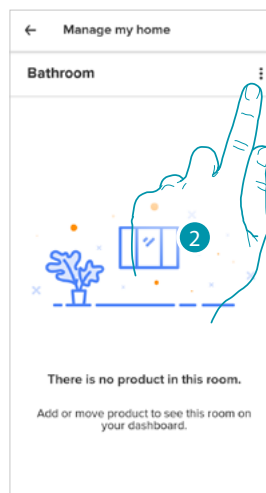 Manage my home
Bathroom
2
There is no product in this room.
Add or move product to see this room on
your dashboard.